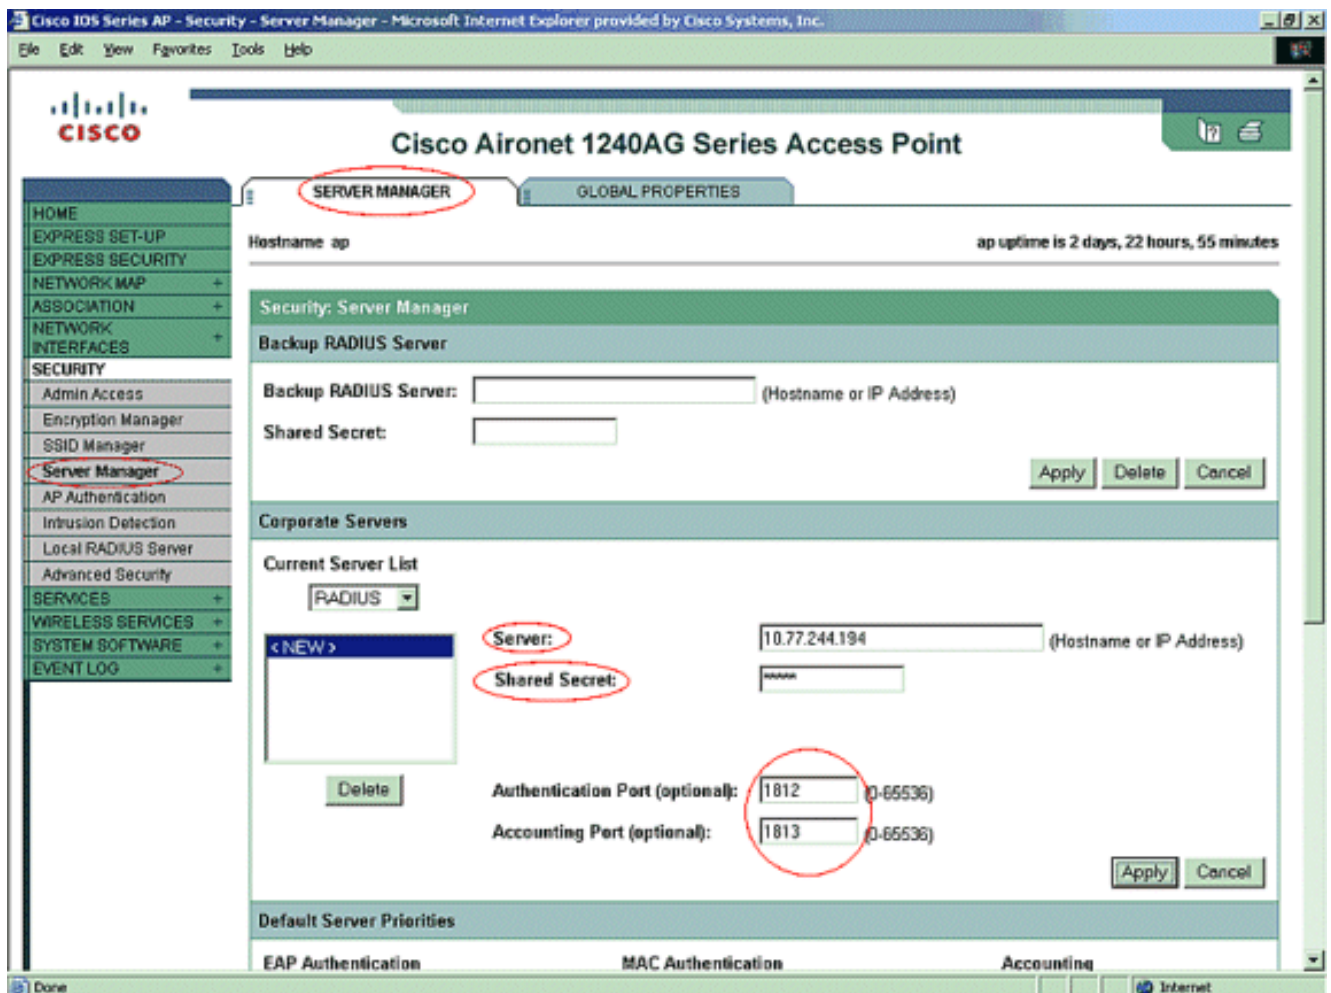 Cisco IOS Series AP - Security - Server Manager - Microsoft Internet Explorer provided by Cisco Systems, Inc.
File Edit View Favorites Tools Help
CISCO
Cisco Aironet 1240AG Series Access Point
SERVER MANAGER
GLOBAL PROPERTIES
HOME
EXPRESS SET-UP
EXPRESS SECURITY
NETWORK MAP +
ASSOCIATION +
NETWORK
INTERFACES +
SECURITY
Admin Access
Encryption Manager
SSID Manager
Server Manager
AP Authentication
Intrusion Detection
Local RADIUS Server
Advanced Security
SERVICES +
WIRELESS SERVICES +
SYSTEM SOFTWARE +
EVENT LOG +
Hostname ap
ap uptime is 2 days, 22 hours, 55 minutes
Security: Server Manager
Backup RADIUS Server
Backup RADIUS Server: (Hostname or IP Address)
Shared Secret:
Apply Delete Cancel
Corporate Servers
Current Server List
RADIUS
< NEW >
Delete
Server: 10.77.244.194 (Hostname or IP Address)
Shared Secret: *****
Authentication Port (optional): 1812 (0-65536)
Accounting Port (optional): 1813 (0-65536)
Apply Cancel
Default Server Priorities
EAP Authentication MAC Authentication Accounting
Done Internet